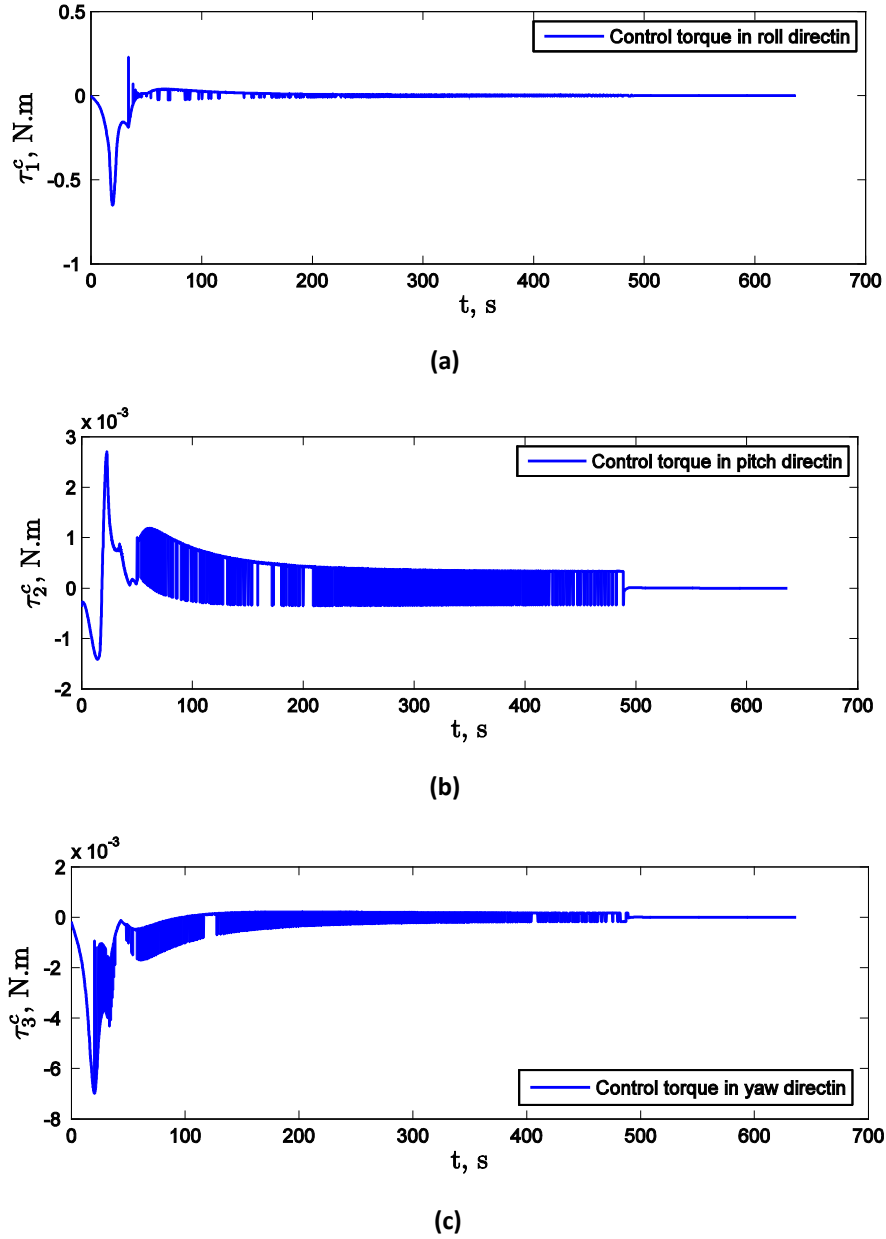 0.5
Control torque in roll directin
0
-0.5
-1
τ₁ᶜ, N.m
0 100 200 300 400 500 600 700
t, s
(a)
x 10⁻³
3
Control torque in pitch directin
2
1
0
-1
-2
τ₂ᶜ, N.m
0 100 200 300 400 500 600 700
t, s
(b)
x 10⁻³
2
0
-2
-4
-6
-8
τ₃ᶜ, N.m
Control torque in yaw directin
0 100 200 300 400 500 600 700
t, s
(c)